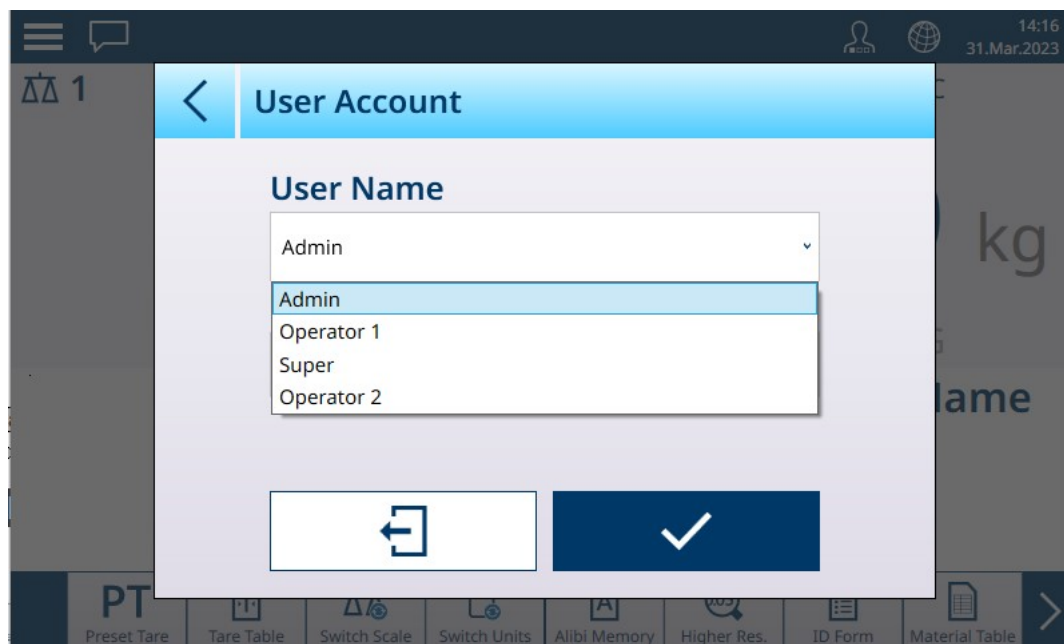 14:16
31.Mar.2023
1
C
User Account
User Name
Admin
kg
Admin
Operator 1
Super
Operator 2
G
ame
PT
Preset Tare
Tare Table
Switch Scale
Switch Units
A
Alibi Memory
Higher Res.
ID Form
Material Table